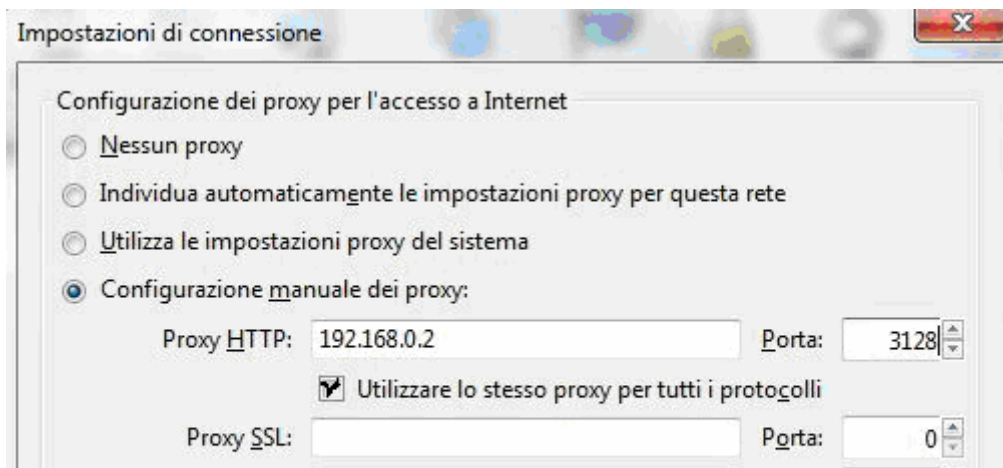 Impostazioni di connessione
Configurazione dei proxy per l'accesso a Internet
Nessun proxy
Individua automaticamente le impostazioni proxy per questa rete
Utilizza le impostazioni proxy del sistema
Configurazione manuale dei proxy:
Proxy HTTP: 192.168.0.2 Porta: 3128
Utilizzare lo stesso proxy per tutti i protocolli
Proxy SSL: Porta: 0